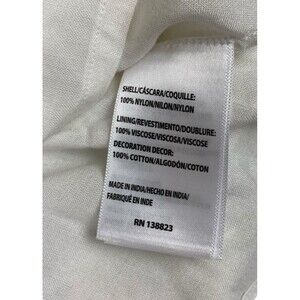 SHELL/CÁSCARA/COQUILLE:
100% NYLON/NILON/NYLON
LINING/REVESTIMENTO/DOUBLURE:
100% VISCOSE/VISCOSA/VISCOSE
DECORATION DECOR:
100% COTTON/ALGODÓN/COTON
MADE IN INDIA/HECHO EN INDIA/
FABRIQUÉ EN INDE
RN 138823